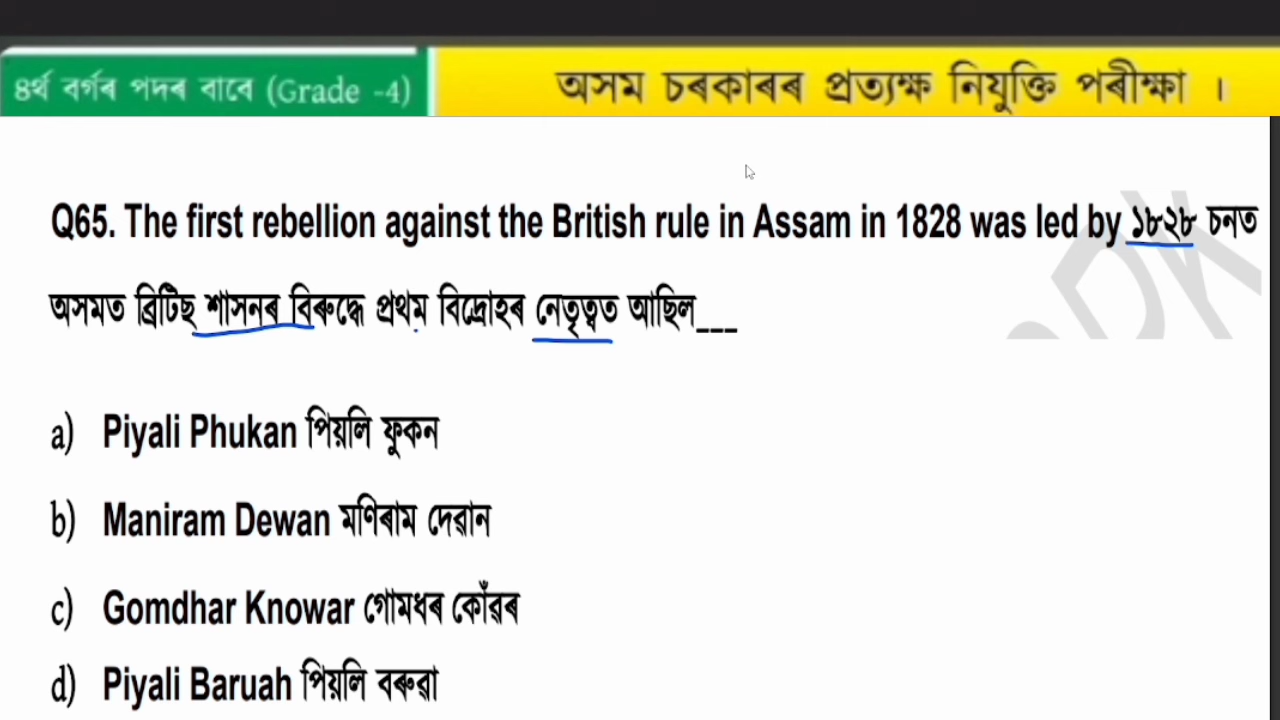 ৪ৰ্থ বৰ্গৰ পদৰ বাবে (Grade -4)
অসম চৰকাৰৰ প্ৰত্যক্ষ নিযুক্তি পৰীক্ষা ।
Q65. The first rebellion against the British rule in Assam in 1828 was led by ১৮২৮ চনত
অসমত ব্ৰিটিছ শাসনৰ বিৰুদ্ধে প্ৰথম বিদ্ৰোহৰ নেতৃত্বত আছিল___
a) Piyali Phukan পিয়লি ফুকন
b) Maniram Dewan মণিৰাম দেৱান
c) Gomdhar Knowar গোমধৰ কোঁৱৰ
d) Piyali Baruah পিয়লি বৰুৱা